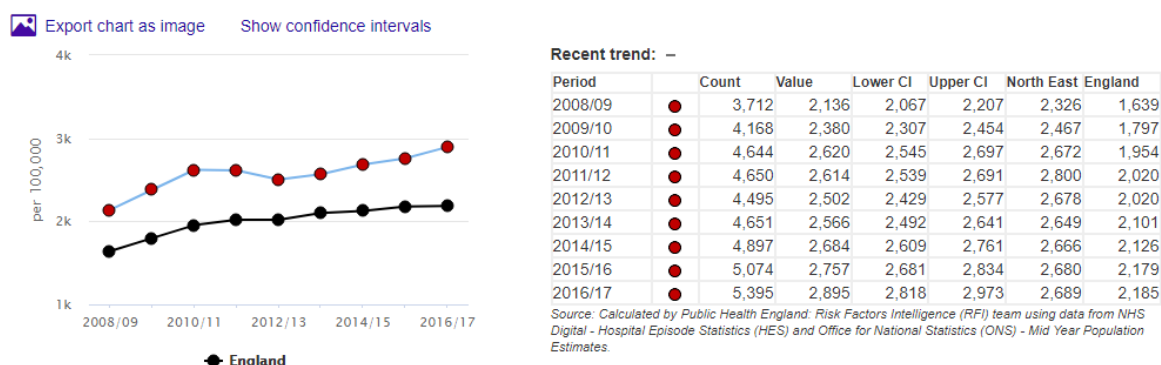 Export chart as image Show confidence intervals
4k
3k
2k
1k
per 100,000
2008/09 2010/11 2012/13 2014/15 2016/17
England
Recent trend: –
Period Count Value Lower CI Upper CI North East England
2008/09 3,712 2,136 2,067 2,207 2,326 1,639
2009/10 4,168 2,380 2,307 2,454 2,467 1,797
2010/11 4,644 2,620 2,545 2,697 2,672 1,954
2011/12 4,650 2,614 2,539 2,691 2,800 2,020
2012/13 4,495 2,502 2,429 2,577 2,678 2,020
2013/14 4,651 2,566 2,492 2,641 2,649 2,101
2014/15 4,897 2,684 2,609 2,761 2,666 2,126
2015/16 5,074 2,757 2,681 2,834 2,680 2,179
2016/17 5,395 2,895 2,818 2,973 2,689 2,185
Source: Calculated by Public Health England: Risk Factors Intelligence (RFI) team using data from NHS
Digital - Hospital Episode Statistics (HES) and Office for National Statistics (ONS) - Mid Year Population
Estimates.